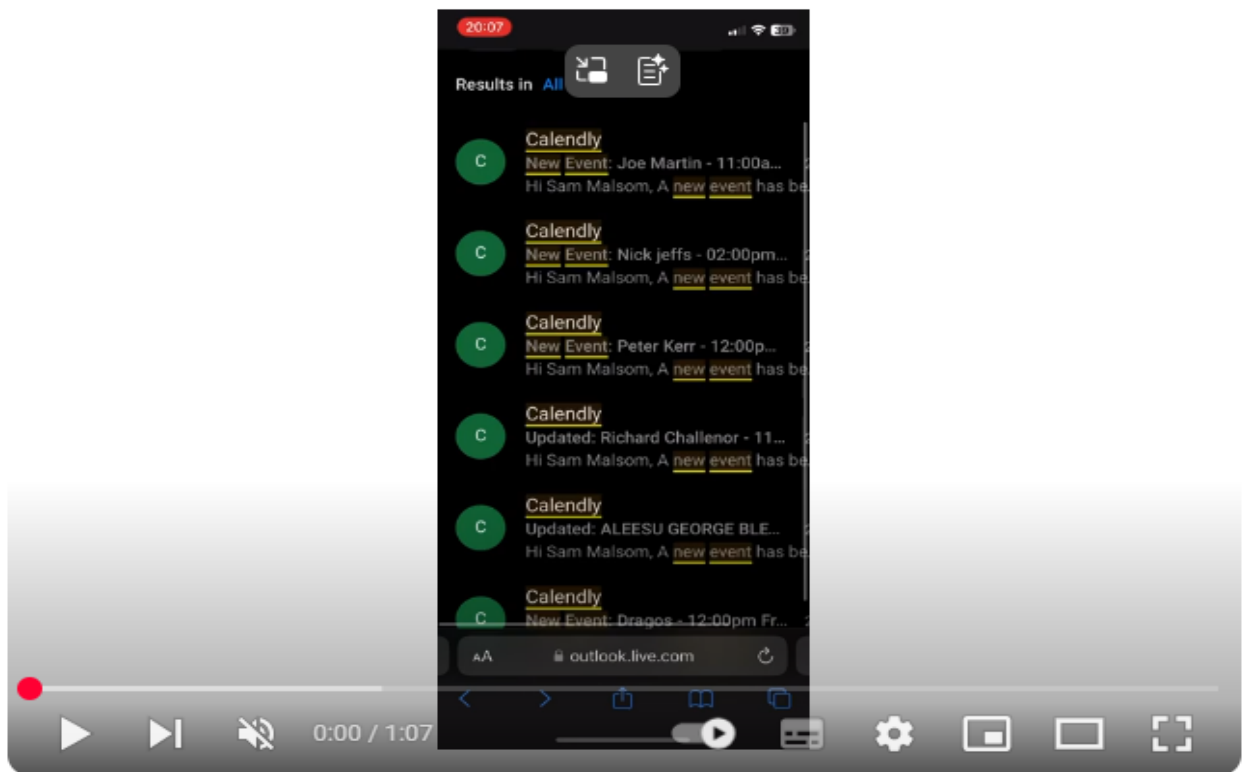 20:07
39
Results in All
C
Calendly
New Event: Joe Martin - 11:00a...
Hi Sam Malsom, A new event has be
C
Calendly
New Event: Nick jeffs - 02:00pm...
Hi Sam Malsom, A new event has be
C
Calendly
New Event: Peter Kerr - 12:00p...
Hi Sam Malsom, A new event has be
C
Calendly
Updated: Richard Challenor - 11...
Hi Sam Malsom, A new event has be
C
Calendly
Updated: ALEESU GEORGE BLE...
Hi Sam Malsom, A new event has be
C
Calendly
New Event: Dragos - 12:00pm Fr...
AA outlook.live.com
0:00 / 1:07